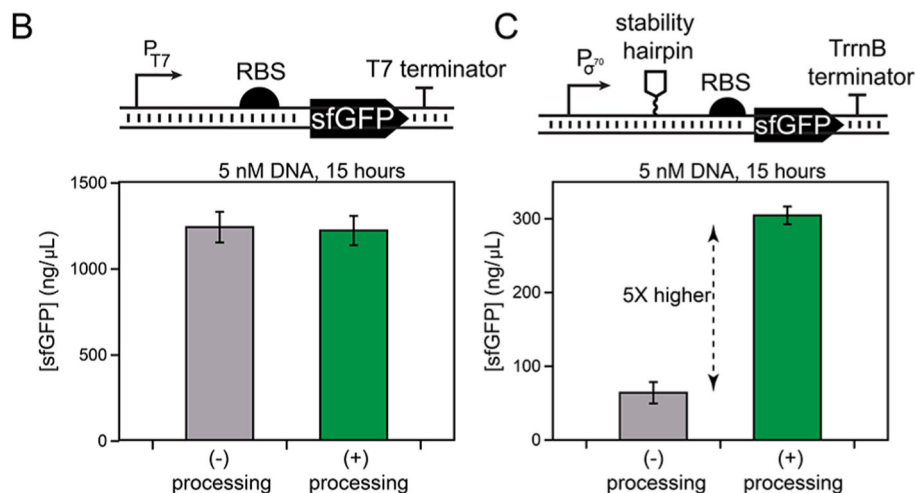 B
P T7
RBS
T7 terminator
sfGFP
5 nM DNA, 15 hours
[sfGFP] (ng/μL)
1500
1000
500
0
(-)
processing
(+)
processing
C
stability
hairpin
P σ70
RBS
TrrnB
terminator
sfGFP
5 nM DNA, 15 hours
[sfGFP] (ng/μL)
300
200
100
0
5X higher
(-)
processing
(+)
processing